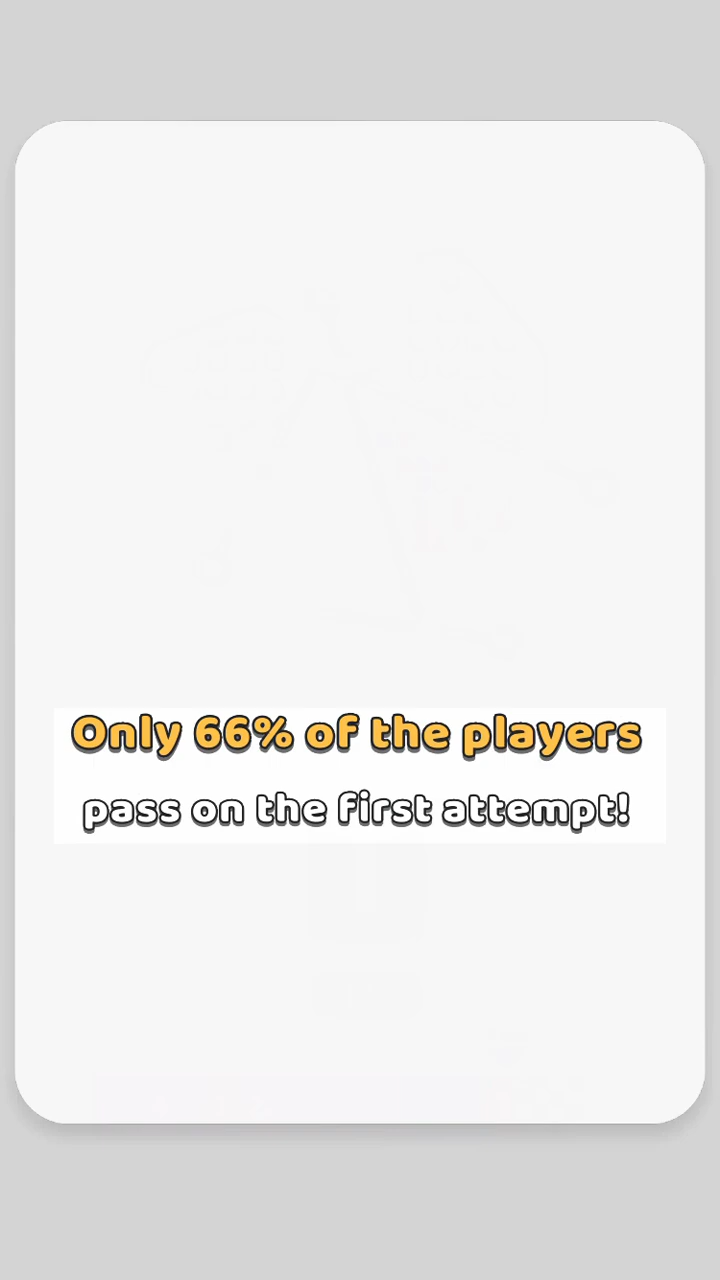 Only 66% of the players
pass on the first attempt!